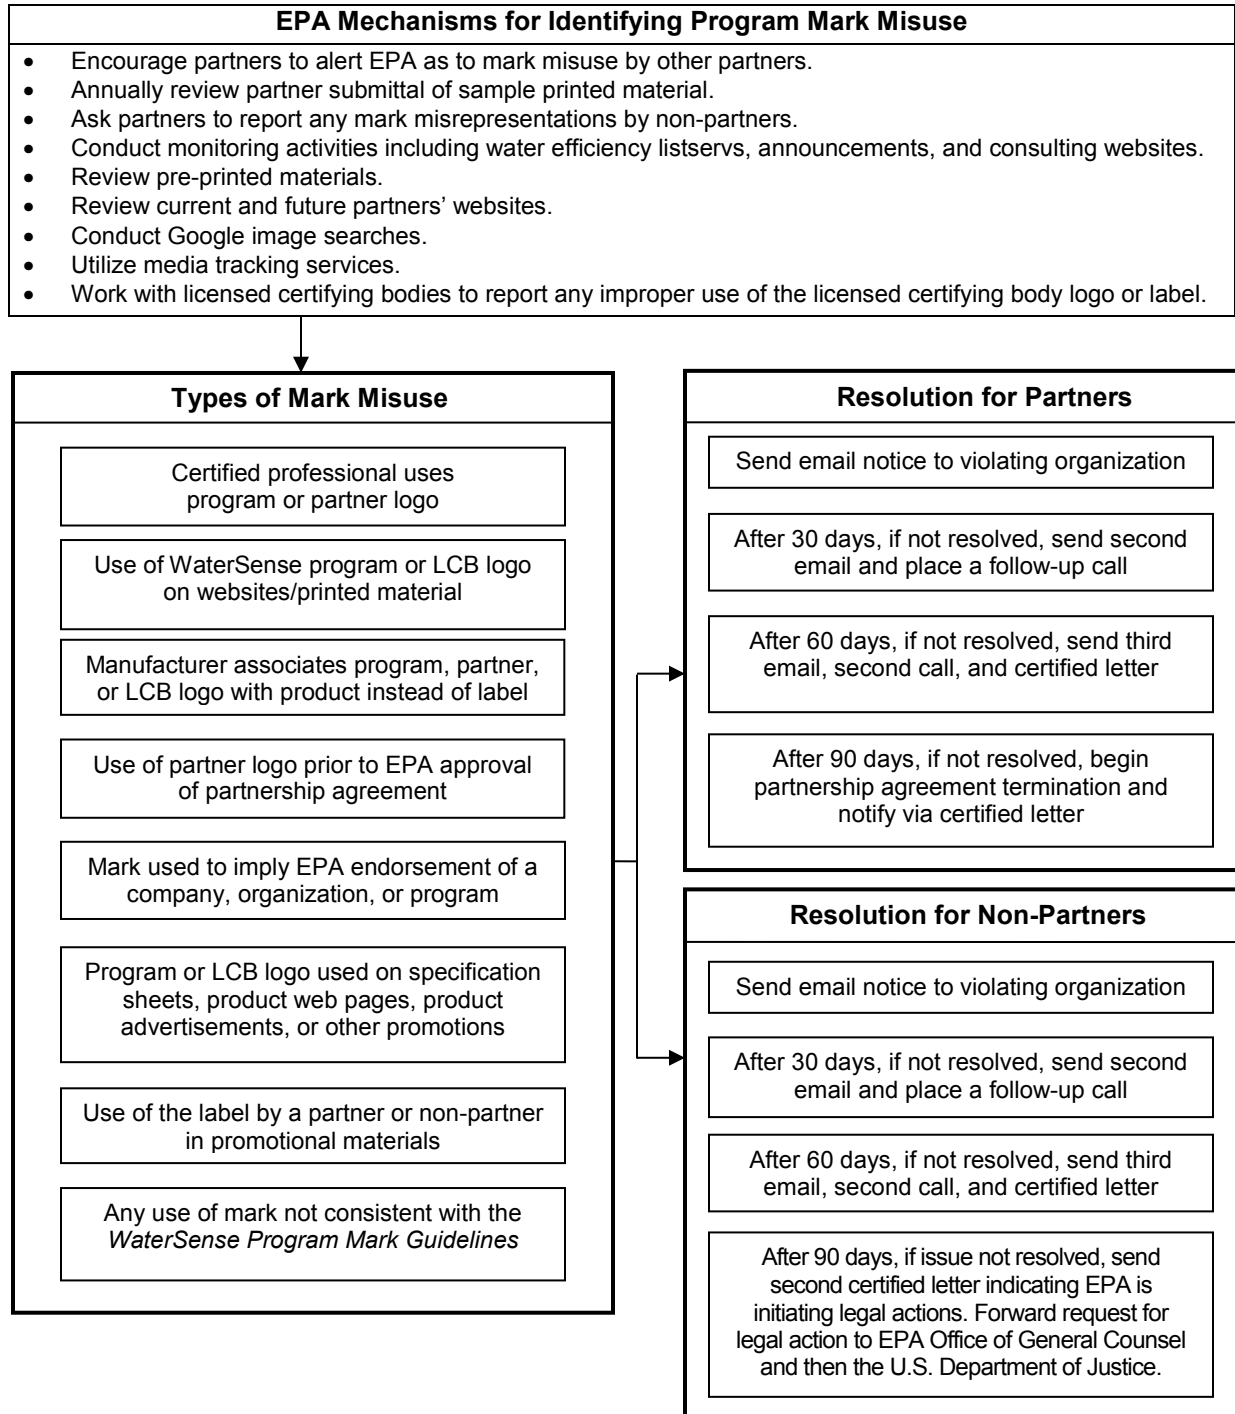 EPA Mechanisms for Identifying Program Mark Misuse
• Encourage partners to alert EPA as to mark misuse by other partners.
• Annually review partner submittal of sample printed material.
• Ask partners to report any mark misrepresentations by non-partners.
• Conduct monitoring activities including water efficiency listservs, announcements, and consulting websites.
• Review pre-printed materials.
• Review current and future partners’ websites.
• Conduct Google image searches.
• Utilize media tracking services.
• Work with licensed certifying bodies to report any improper use of the licensed certifying body logo or label.
Types of Mark Misuse
Certified professional uses
program or partner logo
Use of WaterSense program or LCB logo
on websites/printed material
Manufacturer associates program, partner,
or LCB logo with product instead of label
Use of partner logo prior to EPA approval
of partnership agreement
Mark used to imply EPA endorsement of a
company, organization, or program
Program or LCB logo used on specification
sheets, product web pages, product
advertisements, or other promotions
Use of the label by a partner or non-partner
in promotional materials
Any use of mark not consistent with the
WaterSense Program Mark Guidelines
Resolution for Partners
Send email notice to violating organization
After 30 days, if not resolved, send second
email and place a follow-up call
After 60 days, if not resolved, send third
email, second call, and certified letter
After 90 days, if not resolved, begin
partnership agreement termination and
notify via certified letter
Resolution for Non-Partners
Send email notice to violating organization
After 30 days, if not resolved, send second
email and place a follow-up call
After 60 days, if not resolved, send third
email, second call, and certified letter
After 90 days, if issue not resolved, send
second certified letter indicating EPA is
initiating legal actions. Forward request for
legal action to EPA Office of General Counsel
and then the U.S. Department of Justice.